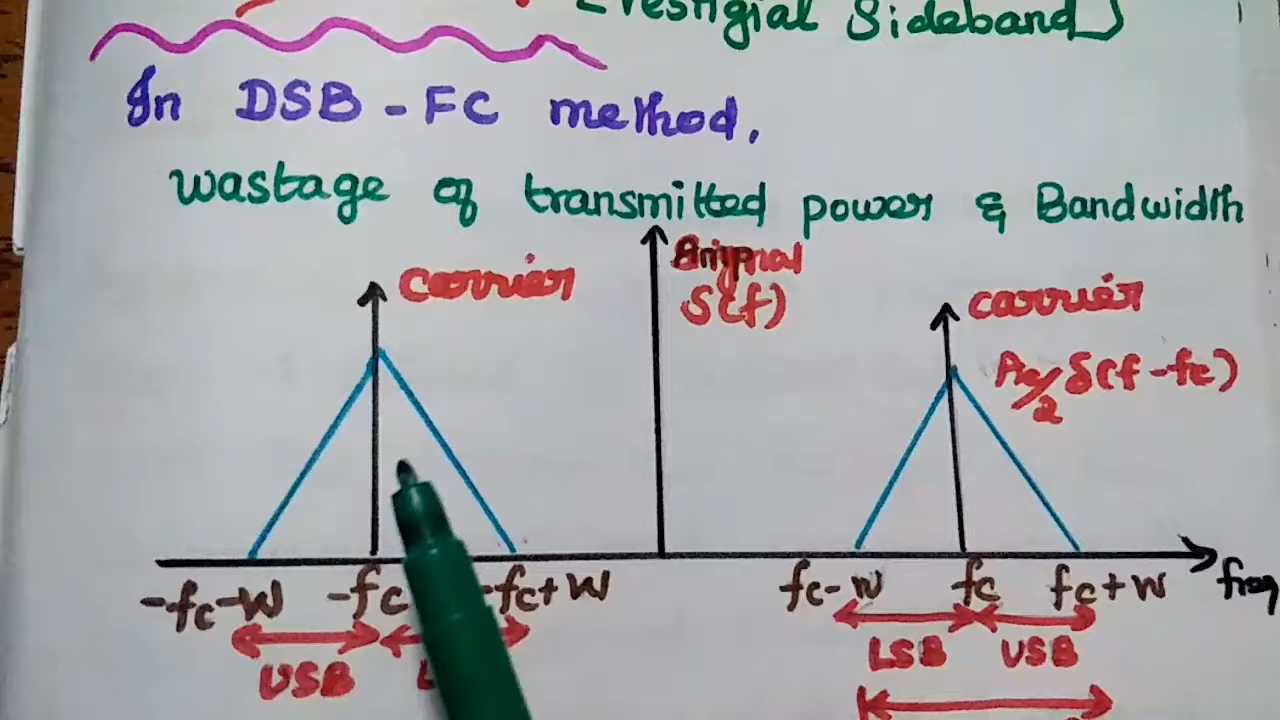 [Vestigial Sideband]
In DSB-FC method,
wastage of transmitted power & Bandwidth
carrier
S(f)
carrier
Ac/2 δ(f-fc)
-fc-W -fc -fc+W fc-W fc fc+W freq
USB LSB USB